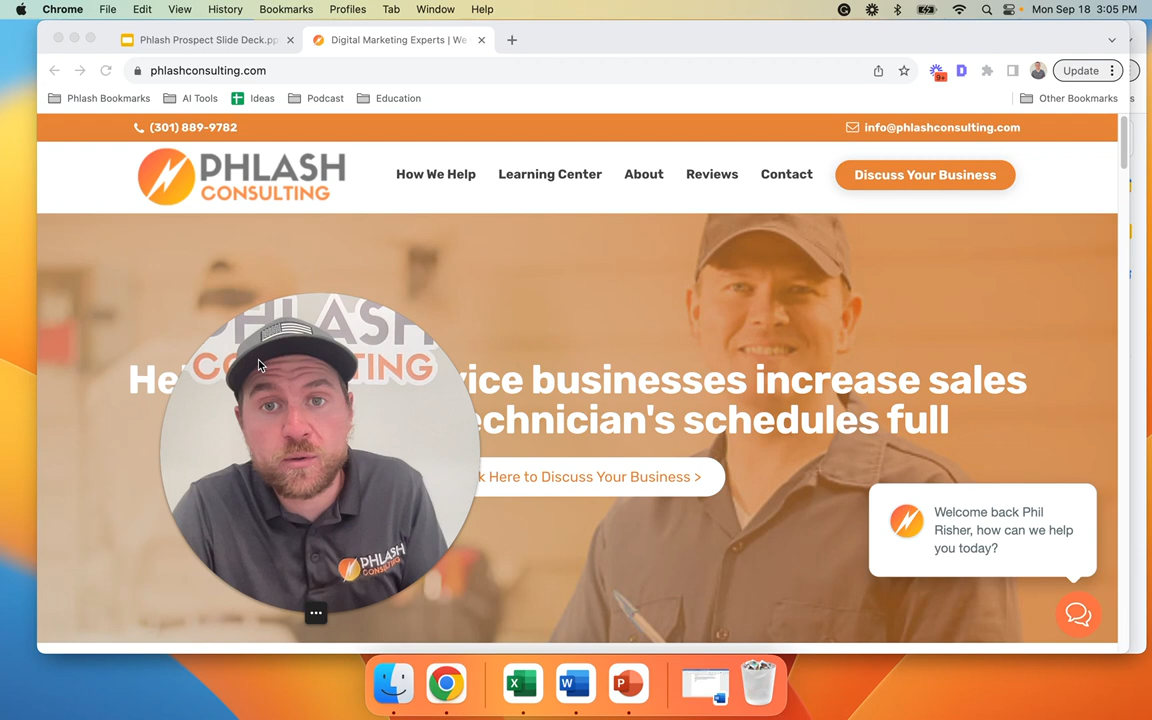 Chrome File Edit View History Bookmarks Profiles Tab Window Help Mon Sep 18 3:05 PM
Phlash Prospect Slide Deck.pp Digital Marketing Experts | We
phlashconsulting.com Update
Phlash Bookmarks AI Tools Ideas Podcast Education Other Bookmarks s
(301) 889-9782 info@phlashconsulting.com
PHLASH
CONSULTING
How We Help Learning Center About Reviews Contact Discuss Your Business
PHLASH
CONSULTING
He vice businesses increase sales
echnician's schedules full
k Here to Discuss Your Business >
PHLASH
CONSULTING
Welcome back Phil
Risher, how can we help
you today?
9+
X W P
W